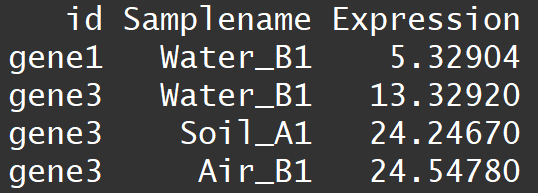 id Samplename Expression
gene1 Water_B1 5.32904
gene3 Water_B1 13.32920
gene3 Soil_A1 24.24670
gene3 Air_B1 24.54780